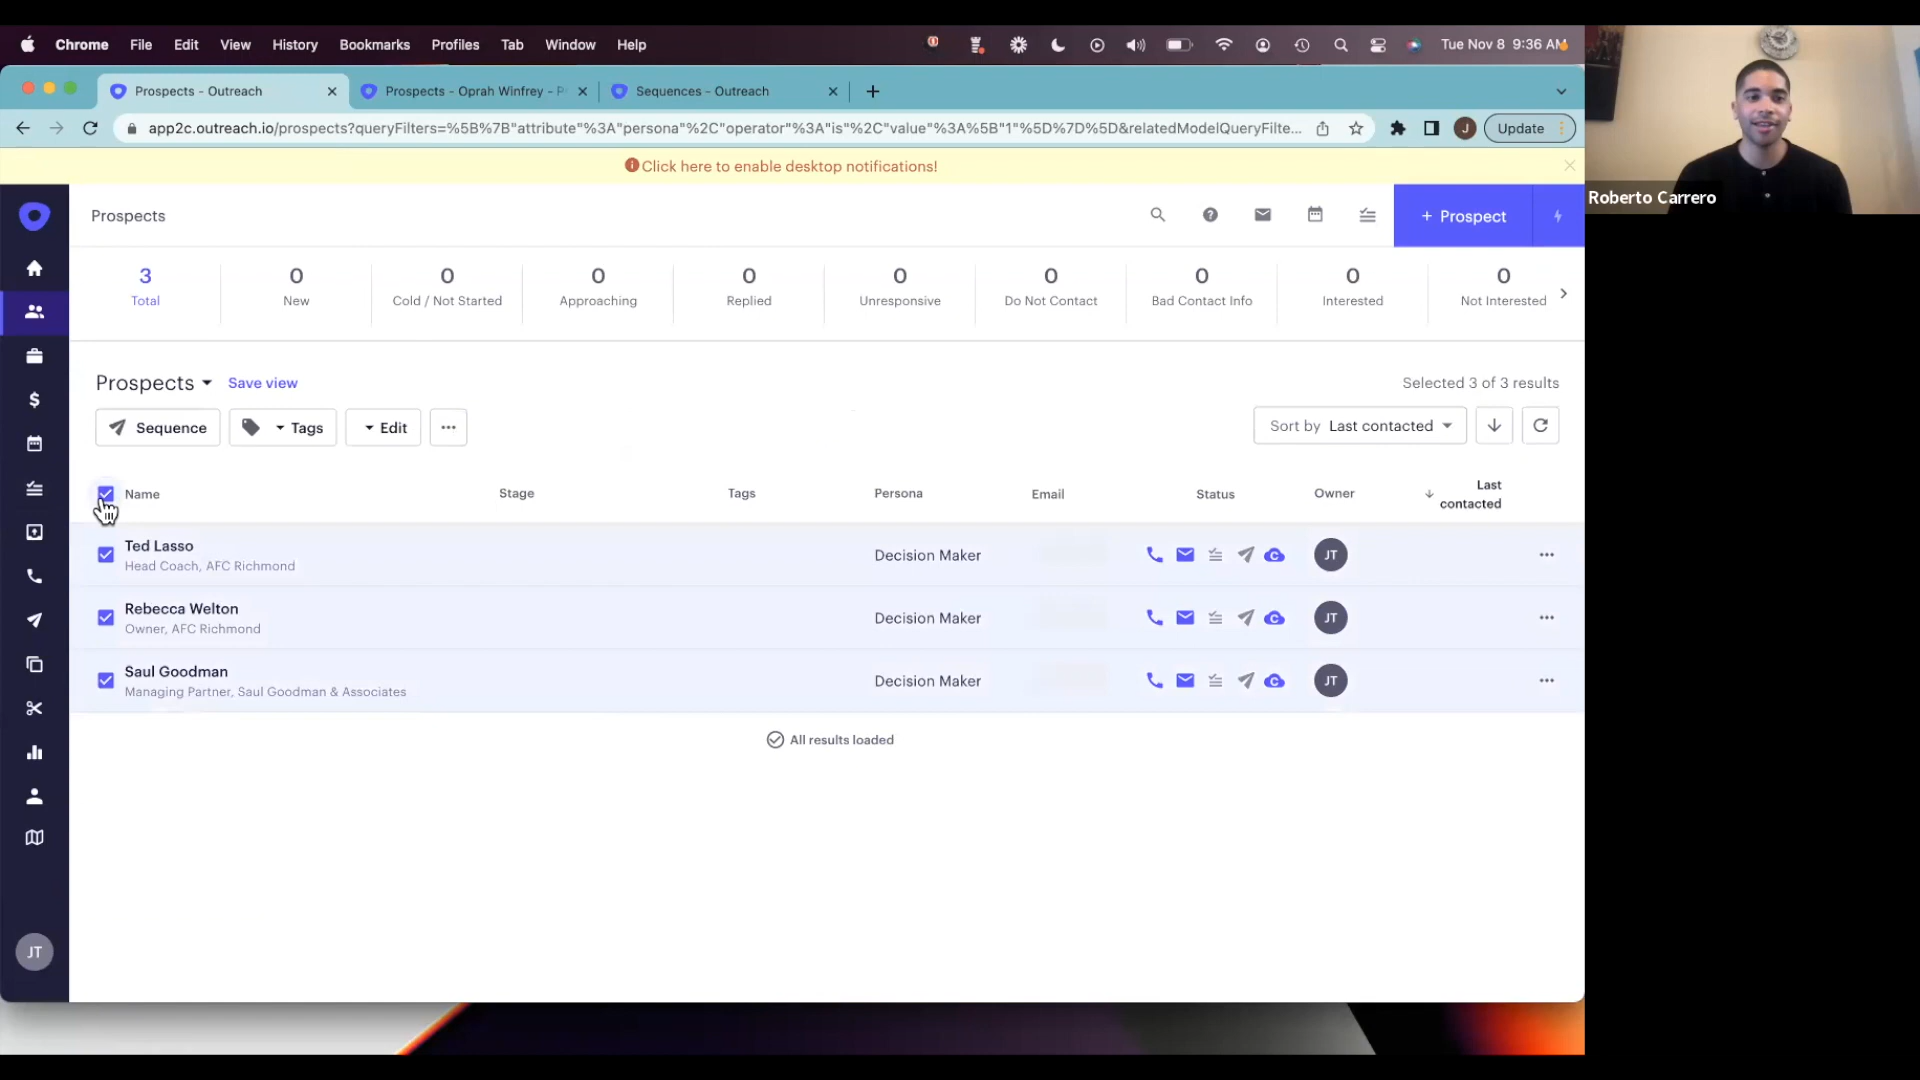 Chrome File Edit View History Bookmarks Profiles Tab Window Help Tue Nov 8 9:36 AM
Prospects - Outreach Prospects - Oprah Winfrey - Sequences - Outreach
app2c.outreach.io/prospects?queryFilters=%5B%7B"attribute"%3A"persona"%2C"operator"%3A"is"%2C"value"%3A%5B"1"%5D%7D%5D&relatedModelQueryFilte... J Update
Click here to enable desktop notifications!
Roberto Carrero
Prospects + Prospect
3 0 0 0 0 0 0 0 0 0
Total New Cold / Not Started Approaching Replied Unresponsive Do Not Contact Bad Contact Info Interested Not Interested
Prospects Save view Selected 3 of 3 results
Sequence Tags Edit Sort by Last contacted
Name Stage Tags Persona Email Status Owner Last contacted
Ted Lasso
Head Coach, AFC Richmond
Decision Maker C JT
Rebecca Welton
Owner, AFC Richmond
Decision Maker C JT
Saul Goodman
Managing Partner, Saul Goodman & Associates
Decision Maker C JT
All results loaded
JT